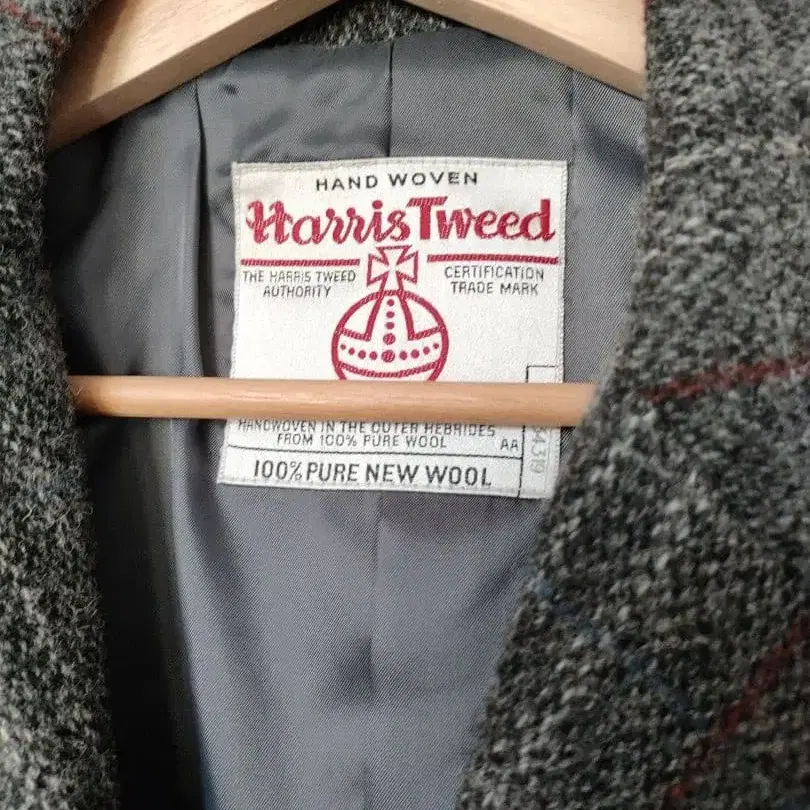 HAND WOVEN
Harris Tweed
THE HARRIS TWEED
AUTHORITY
CERTIFICATION
TRADE MARK
HANDWOVEN IN THE OUTER HEBRIDES
FROM 100% PURE WOOL
AA
100% PURE NEW WOOL